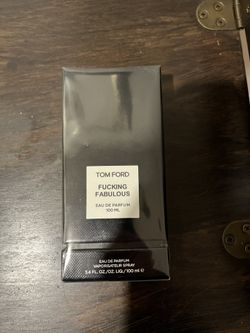 TOM FORD
FUCKING
FABULOUS
EAU DE PARFUM
100 ML
EAU DE PARFUM
VAPORISATEUR SPRAY
3.4 FL. OZ./OZ. LIQ./100 ml ℮